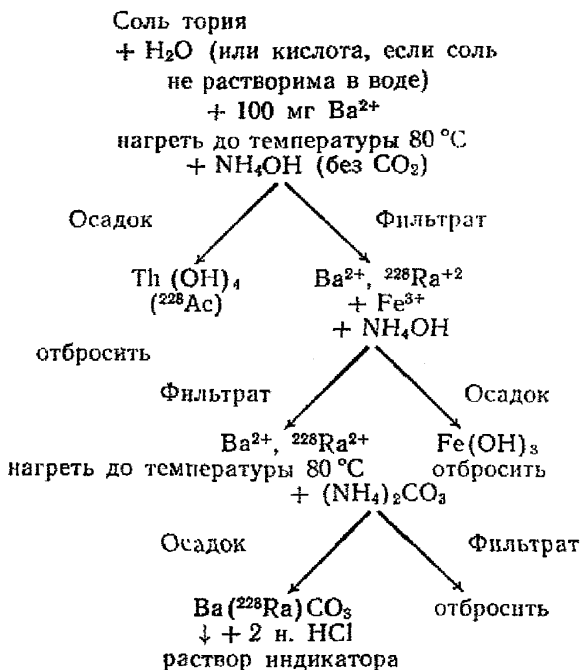 Соль тория
+ H₂O (или кислота, если соль
не растворима в воде)
+ 100 мг Ba²⁺
нагреть до температуры 80 °C
+ NH₄OH (без CO₂)
Осадок Фильтрат
Th (OH)₄ Ba²⁺, ²²⁸Ra⁺²
(²²⁸Ac) + Fe³⁺
+ NH₄OH
отбросить
Фильтрат Осадок
Ba²⁺, ²²⁸Ra²⁺ Fe(OH)₃
нагреть до температуры 80 °C отбросить
+ (NH₄)₂CO₃
Осадок Фильтрат
Ba(²²⁸Ra)CO₃ отбросить
↓ + 2 н. HCl
раствор индикатора